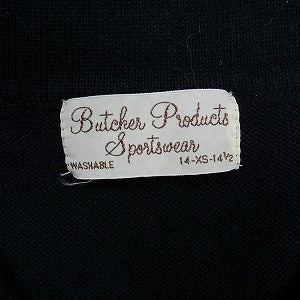 Butcher Products
Sportswear
WASHABLE 14-XS-14½